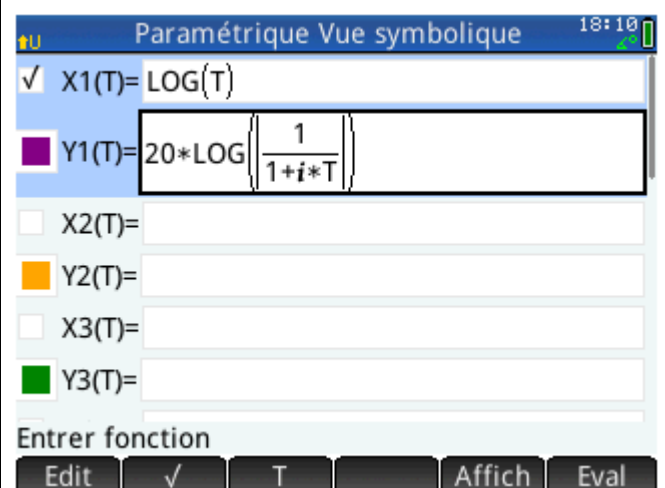 U Paramétrique Vue symbolique 18:10
√ X1(T)= LOG(T)
Y1(T)= 20*LOG(|1/(1+i*T)|)
X2(T)=
Y2(T)=
X3(T)=
Y3(T)=
Entrer fonction
Edit √ T Affich Eval